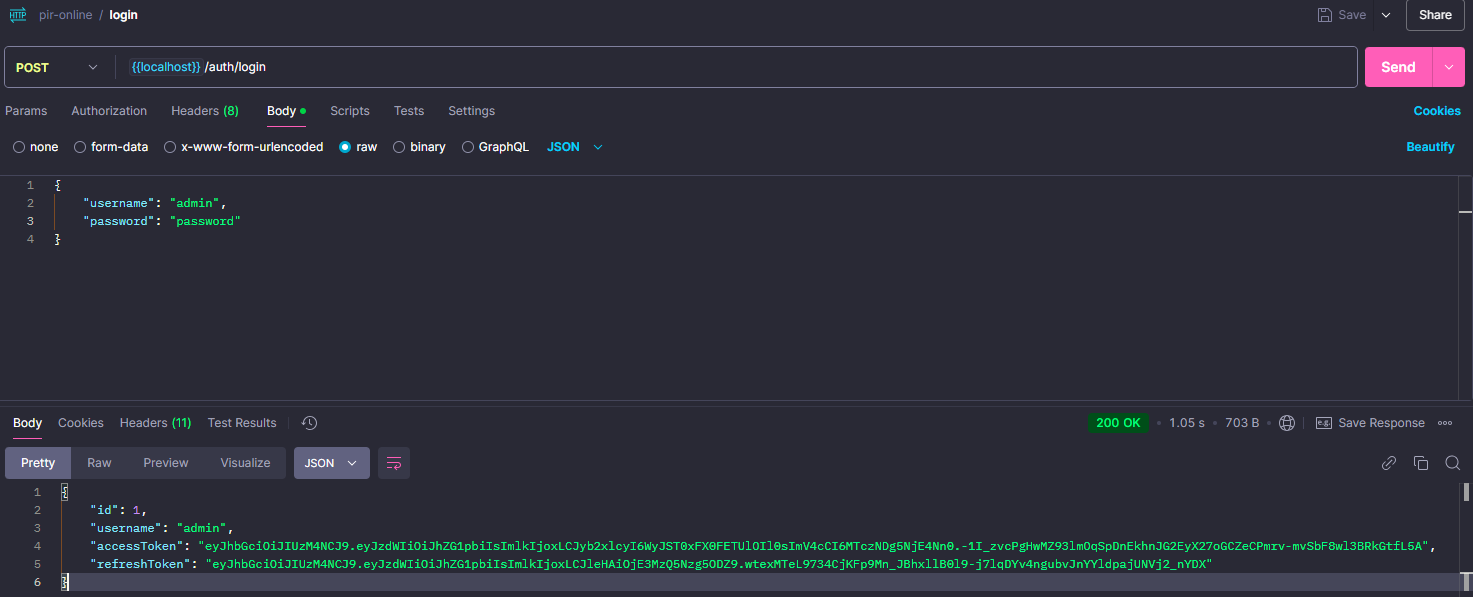 HTTP pir-online / login Save Share
POST {{localhost}} /auth/login Send
Params Authorization Headers (8) Body Scripts Tests Settings Cookies
none form-data x-www-form-urlencoded raw binary GraphQL JSON Beautify
1 {
2 "username": "admin",
3 "password": "password"
4 }
Body Cookies Headers (11) Test Results 200 OK • 1.05 s • 703 B • e.g. Save Response
Pretty Raw Preview Visualize JSON
1 {
2 "id": 1,
3 "username": "admin",
4 "accessToken": "eyJhbGciOiJIUzM4NCJ9.eyJzdWIiOiJhZG1pbiIsImlkIjoxLCJyb2xlcyI6WyJST0xFX0FETUlOIl0sImV4cCI6MTczNDg5NjE4Nn0.-1I_zvcPgHwMZ93lmOqSpDnEkhnJG2EyX27oGCZeCPmrv-mvSbF8wl3BRkGtfL5A",
5 "refreshToken": "eyJhbGciOiJIUzM4NCJ9.eyJzdWIiOiJhZG1pbiIsImlkIjoxLCJleHAiOjE3MzQ5Nzg5ODZ9.wtexMTeL9734CjKFp9Mn_JBhxllB0l9-j7lqDYv4ngubvJnYYldpajUNVj2_nYDX"
6 }